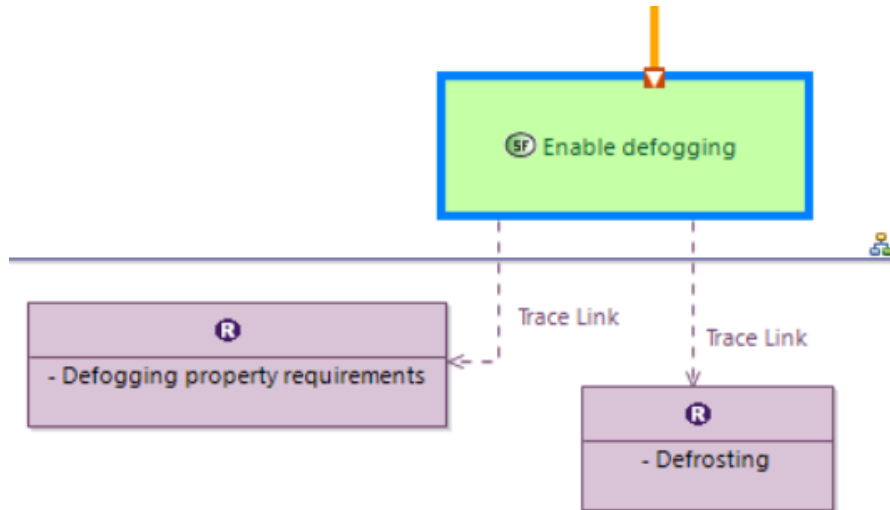 SF Enable defogging
Trace Link
Trace Link
R
- Defogging property requirements
R
- Defrosting